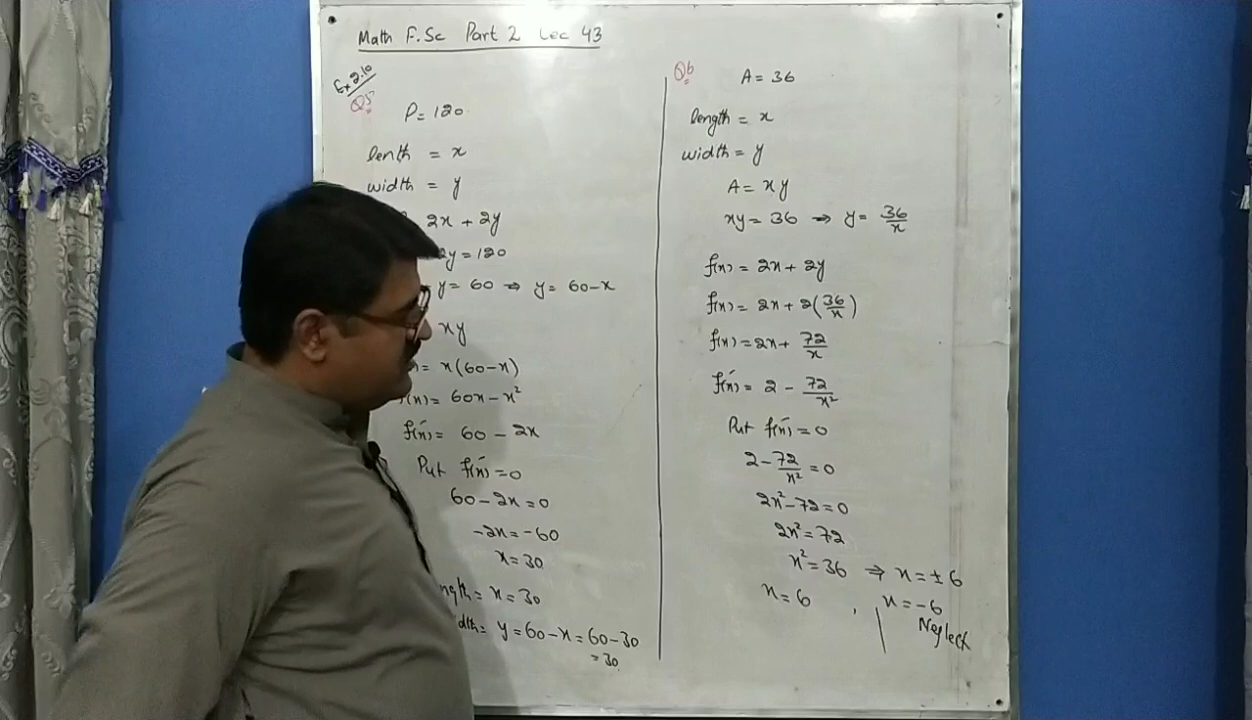 Math F.Sc Part 2 Lec 43
Ex 2.10
Q5
P = 120
lenth = x
width = y
2x + 2y
2y = 120
y = 60 ⇒ y = 60-x
xy
= x(60-x)
f(x) = 60x - x²
f'(x) = 60 - 2x
Put f'(x) = 0
60 - 2x = 0
-2x = -60
x = 30
ngth = x = 30
idth = y = 60-x = 60-30
= 30
Q6
A = 36
length = x
width = y
A = xy
xy = 36 ⇒ y = 36/x
f(x) = 2x + 2y
f(x) = 2x + 2(36/x)
f(x) = 2x + 72/x
f'(x) = 2 - 72/x²
Put f'(x) = 0
2 - 72/x² = 0
2x² - 72 = 0
2x² = 72
x² = 36 ⇒ x = ±6
x = 6 , x = -6
Neglect